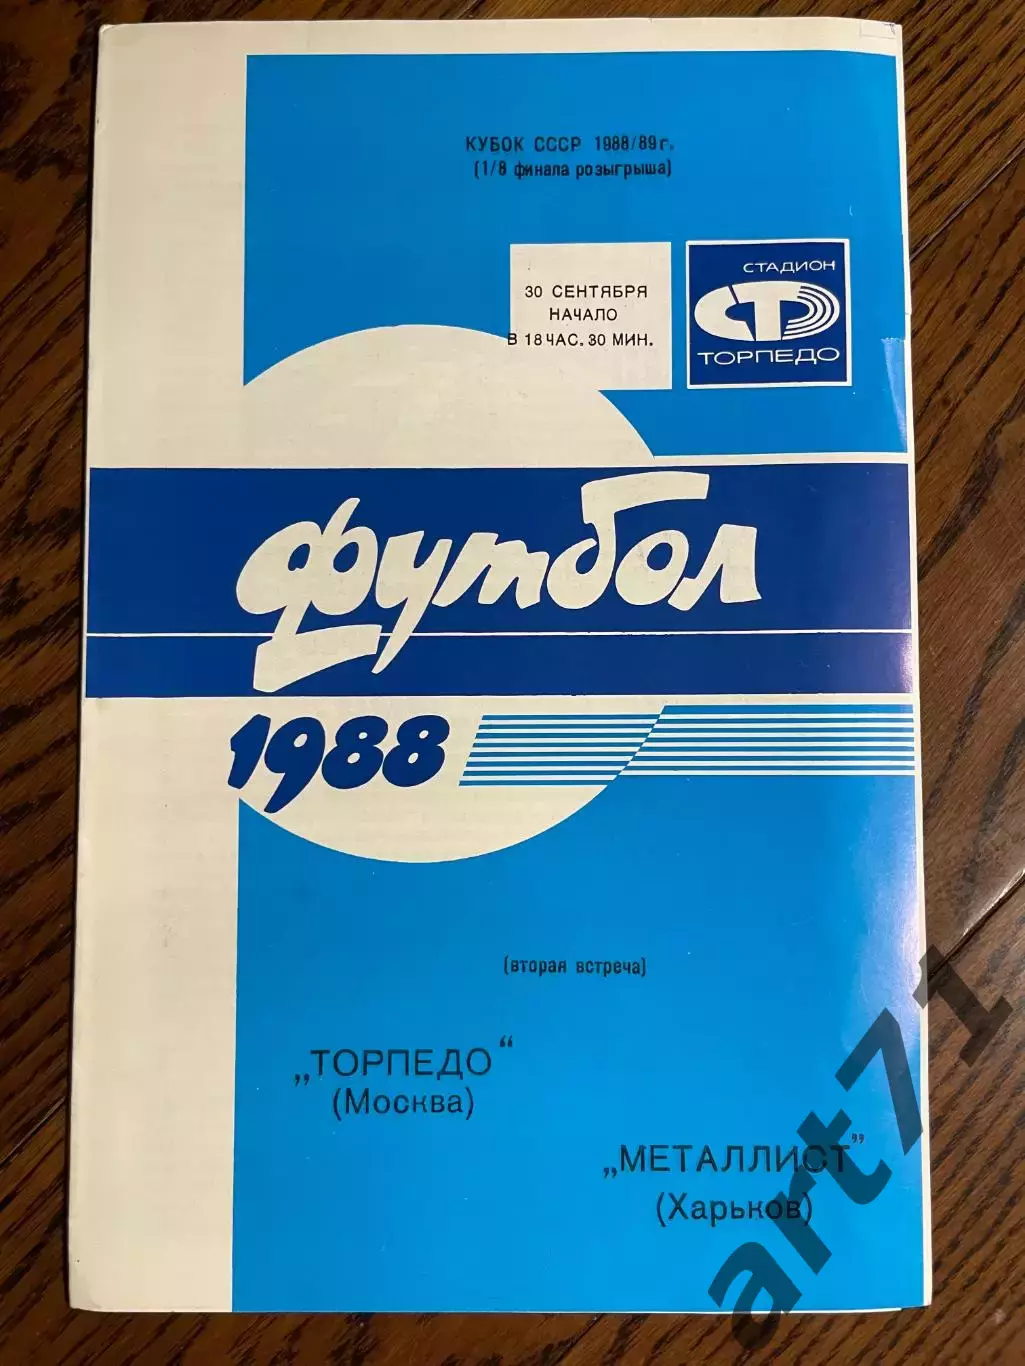 КУБОК СССР 1988/89г.
(1/8 финала розыгрыша)
30 СЕНТЯБРЯ
НАЧАЛО
В 18 ЧАС. 30 МИН.
СТАДИОН
СТ
ТОРПЕДО
футбол
1988
(вторая встреча)
„ТОРПЕДО"
(Москва)
„МЕТАЛЛИСТ"
(Харьков)
art71